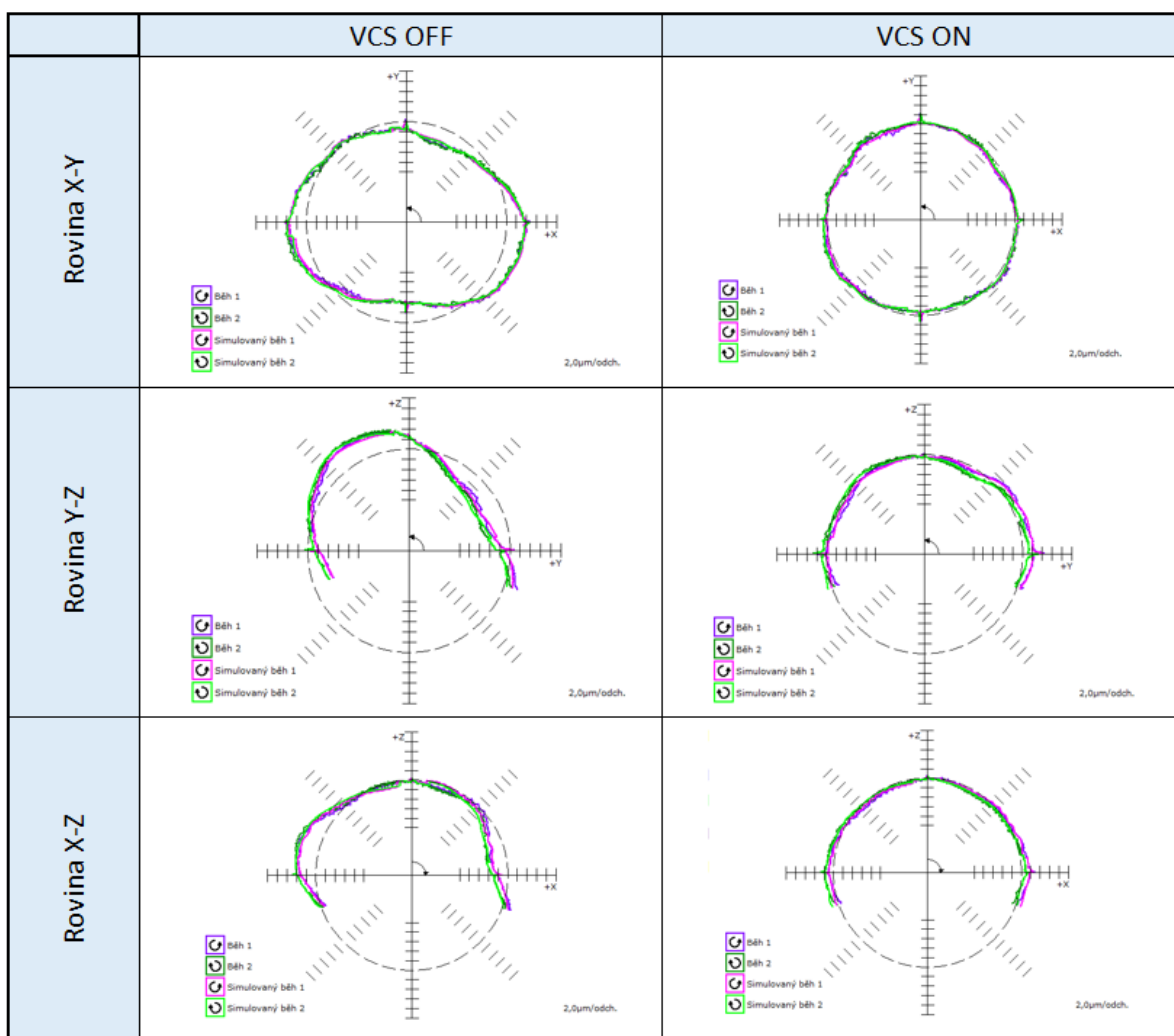 VCS OFF
VCS ON
Rovina X-Y
+Y
+X
Běh 1
Běh 2
Simulovaný běh 1
Simulovaný běh 2
2,0µm/odch.
+Y
+X
Běh 1
Běh 2
Simulovaný běh 1
Simulovaný běh 2
2,0µm/odch.
Rovina Y-Z
+Z
+Y
Běh 1
Běh 2
Simulovaný běh 1
Simulovaný běh 2
2,0µm/odch.
+Z
+Y
Běh 1
Běh 2
Simulovaný běh 1
Simulovaný běh 2
2,0µm/odch.
Rovina X-Z
+Z
+X
Běh 1
Běh 2
Simulovaný běh 1
Simulovaný běh 2
2,0µm/odch.
+Z
+X
Běh 1
Běh 2
Simulovaný běh 1
Simulovaný běh 2
2,0µm/odch.